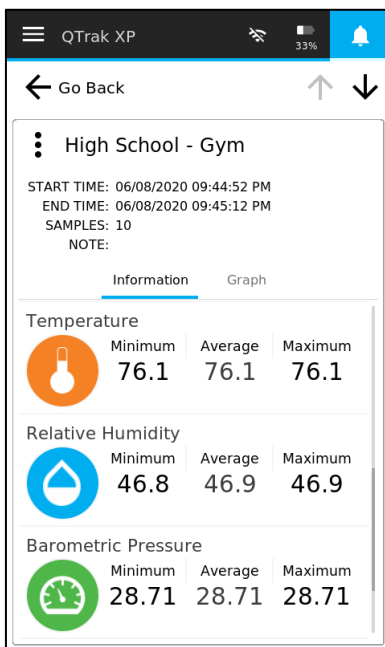 QTrak XP
33%
Go Back
High School - Gym
START TIME: 06/08/2020 09:44:52 PM
END TIME: 06/08/2020 09:45:12 PM
SAMPLES: 10
NOTE:
Information Graph
Temperature
Minimum Average Maximum
76.1 76.1 76.1
Relative Humidity
Minimum Average Maximum
46.8 46.9 46.9
Barometric Pressure
Minimum Average Maximum
28.71 28.71 28.71